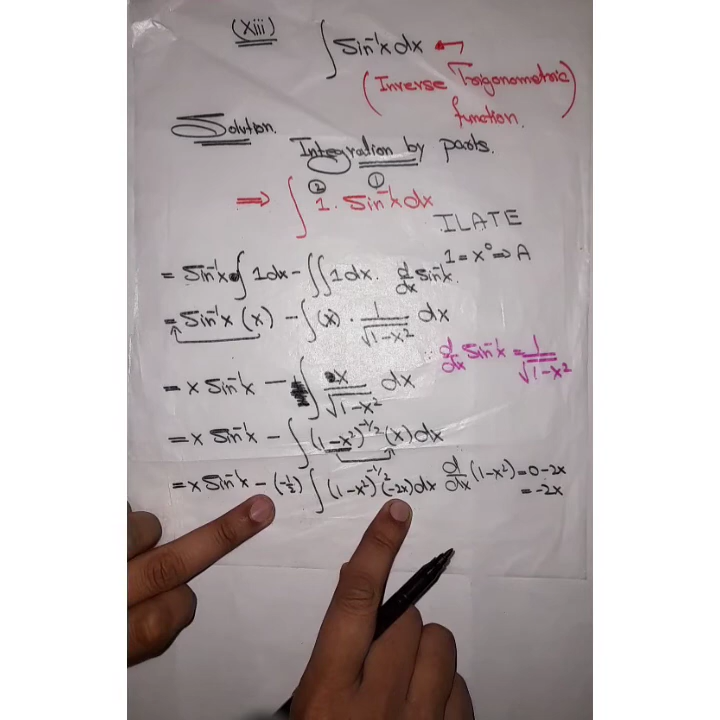 (xiii) ∫ Sin⁻¹x dx ←
(Inverse Trigonometric
function.
Solution.
Integration by parts.
② ①
⇒ ∫ 1 . Sin⁻¹x dx
ILATE
1 = x⁰ ⇒ A
= Sin⁻¹x ∫ 1dx - ∫∫ 1dx . d/dx Sin⁻¹x.
= Sin⁻¹x (x) - ∫(x) . 1/√(1-x²) dx
d/dx Sin⁻¹x = 1/√(1-x²)
= x Sin⁻¹x - ∫ x/√(1-x²) dx
= x Sin⁻¹x - ∫ (1-x²)^(-1/2) (x) dx
= x Sin⁻¹x - (-1/2) ∫ (1-x²)^(-1/2) (-2x) dx
d/dx (1-x²) = 0-2x
= -2x